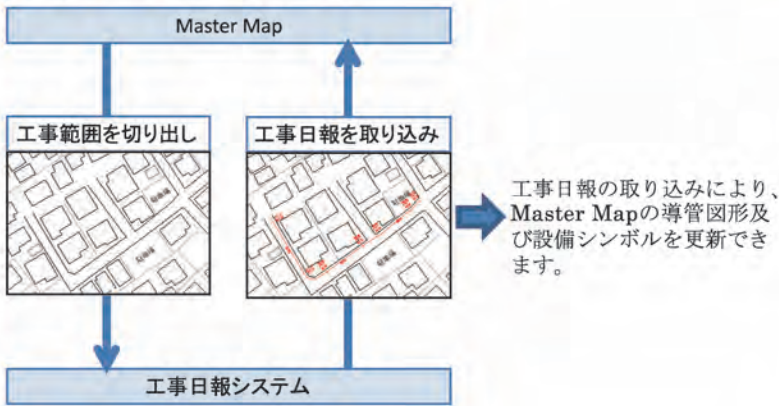 Master Map
工事範囲を切り出し
工事日報を取り込み
工事日報の取り込みにより、
Master Mapの導管図形及
び設備シンボルを更新でき
ます。
工事日報システム